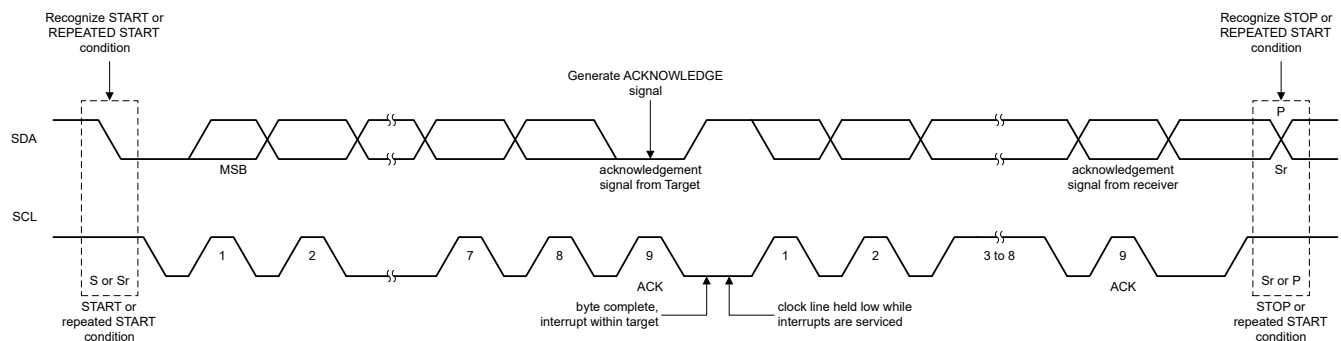 Recognize START or
REPEATED START
condition
Recognize STOP or
REPEATED START
condition
Generate ACKNOWLEDGE
signal
P
SDA
MSB
acknowledgement
signal from Target
acknowledgement
signal from receiver
Sr
SCL
1
2
7
8
9
1
2
3 to 8
9
S or Sr
ACK
ACK
Sr or P
START or
repeated START
condition
byte complete,
interrupt within target
clock line held low while
interrupts are serviced
STOP or
repeated START
condition